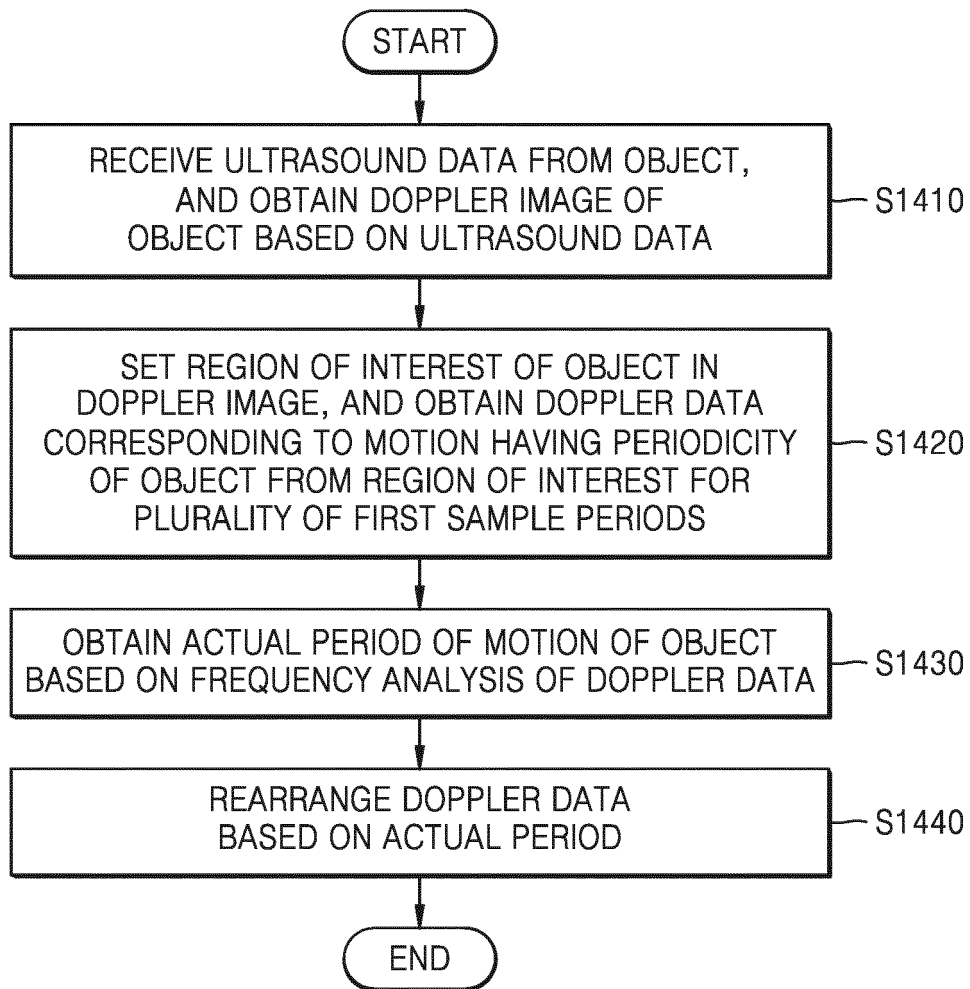 START
RECEIVE ULTRASOUND DATA FROM OBJECT,
AND OBTAIN DOPPLER IMAGE OF
OBJECT BASED ON ULTRASOUND DATA
S1410
SET REGION OF INTEREST OF OBJECT IN
DOPPLER IMAGE, AND OBTAIN DOPPLER DATA
CORRESPONDING TO MOTION HAVING PERIODICITY
OF OBJECT FROM REGION OF INTEREST FOR
PLURALITY OF FIRST SAMPLE PERIODS
S1420
OBTAIN ACTUAL PERIOD OF MOTION OF OBJECT
BASED ON FREQUENCY ANALYSIS OF DOPPLER DATA
S1430
REARRANGE DOPPLER DATA
BASED ON ACTUAL PERIOD
S1440
END